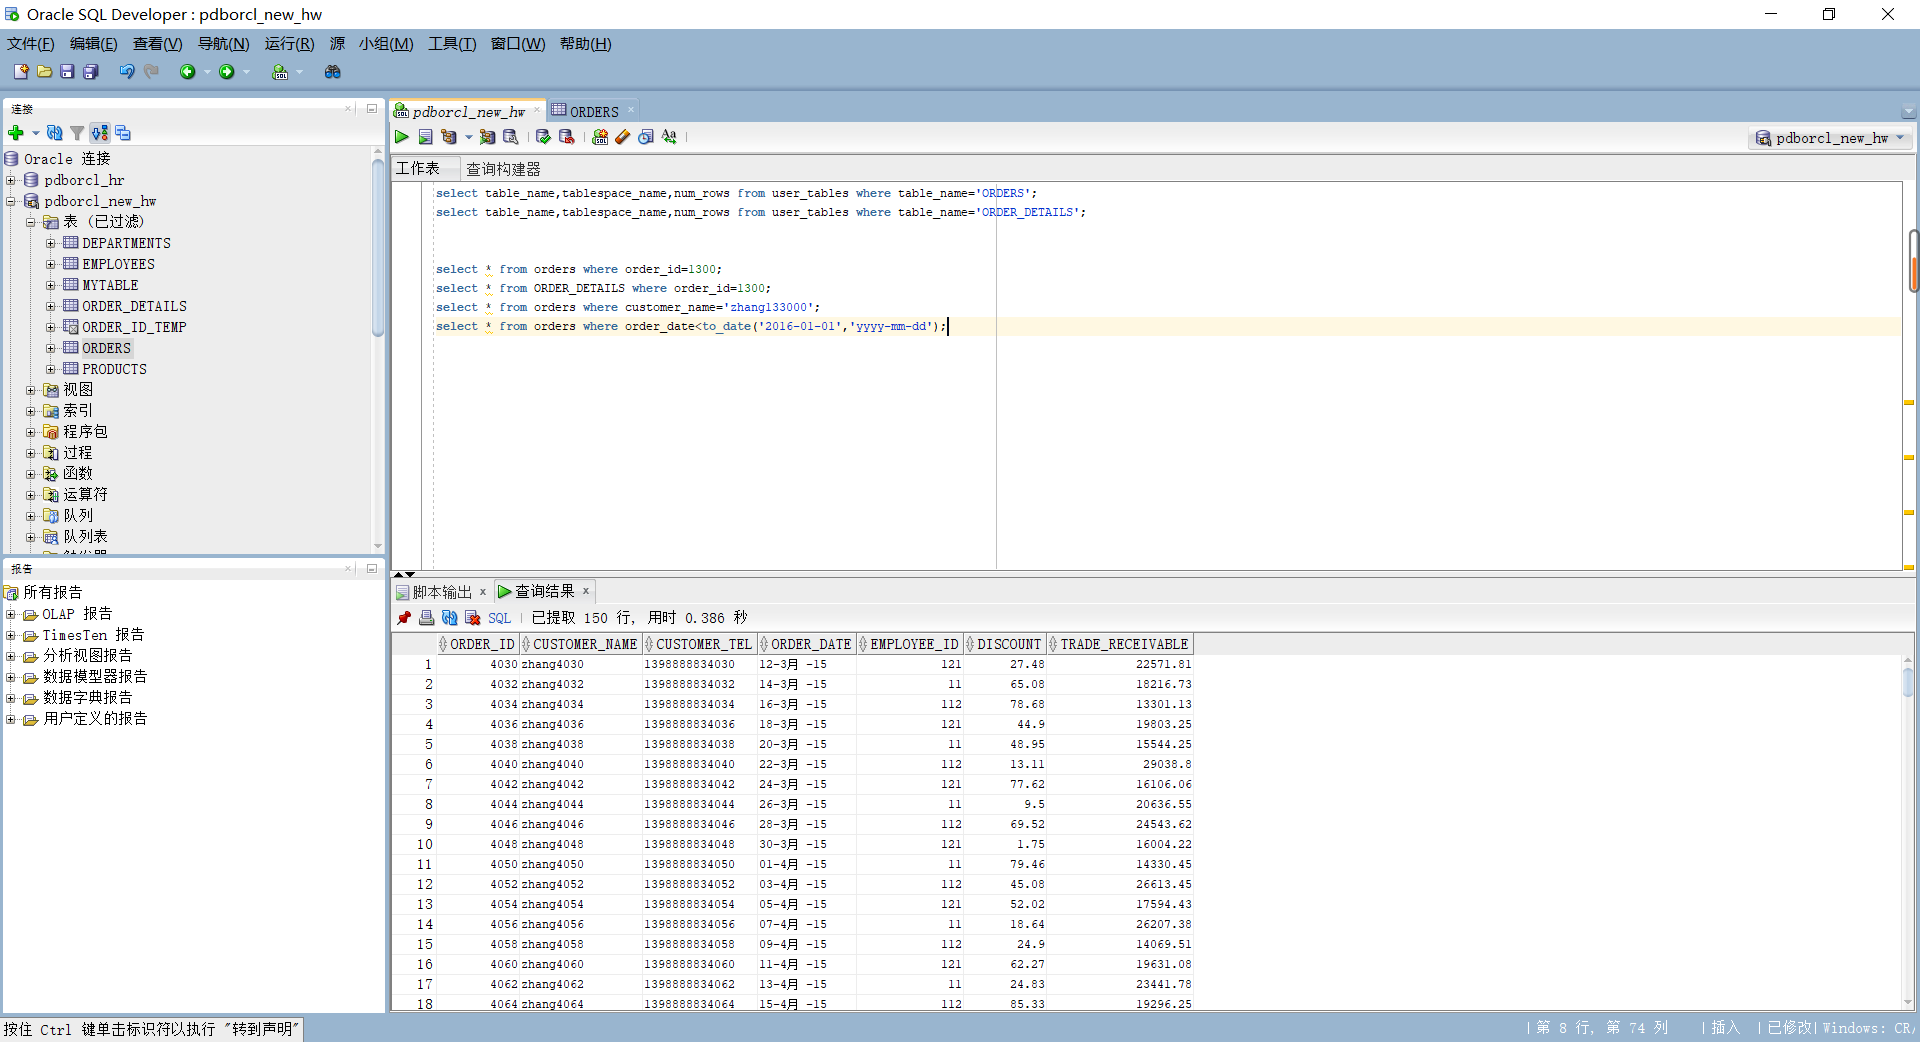 Oracle SQL Developer : pdborcl_new_hw
文件(F) 编辑(E) 查看(V) 导航(N) 运行(R) 源 小组(M) 工具(T) 窗口(W) 帮助(H)
连接
Oracle 连接
pdborcl_hr
pdborcl_new_hw
表 (已过滤)
DEPARTMENTS
EMPLOYEES
MYTABLE
ORDER_DETAILS
ORDER_ID_TEMP
ORDERS
PRODUCTS
视图
索引
程序包
过程
函数
运算符
队列
队列表
报告
所有报告
OLAP 报告
TimesTen 报告
分析视图报告
数据模型器报告
数据字典报告
用户定义的报告
pdborcl_new_hw ORDERS
pdborcl_new_hw
工作表 查询构建器
select table_name,tablespace_name,num_rows from user_tables where table_name='ORDERS';
select table_name,tablespace_name,num_rows from user_tables where table_name='ORDER_DETAILS';
select * from orders where order_id=1300;
select * from ORDER_DETAILS where order_id=1300;
select * from orders where customer_name='zhang133000';
select * from orders where order_date<to_date('2016-01-01','yyyy-mm-dd');
脚本输出 × 查询结果 ×
SQL | 已提取 150 行, 用时 0.386 秒
ORDER_ID CUSTOMER_NAME CUSTOMER_TEL ORDER_DATE EMPLOYEE_ID DISCOUNT TRADE_RECEIVABLE
1 4030 zhang4030 1398888834030 12-3月 -15 121 27.48 22571.81
2 4032 zhang4032 1398888834032 14-3月 -15 11 65.08 18216.73
3 4034 zhang4034 1398888834034 16-3月 -15 112 78.68 13301.13
4 4036 zhang4036 1398888834036 18-3月 -15 121 44.9 19803.25
5 4038 zhang4038 1398888834038 20-3月 -15 11 48.95 15544.25
6 4040 zhang4040 1398888834040 22-3月 -15 112 13.11 29038.8
7 4042 zhang4042 1398888834042 24-3月 -15 121 77.62 16106.06
8 4044 zhang4044 1398888834044 26-3月 -15 11 9.5 20636.55
9 4046 zhang4046 1398888834046 28-3月 -15 112 69.52 24543.62
10 4048 zhang4048 1398888834048 30-3月 -15 121 1.75 16004.22
11 4050 zhang4050 1398888834050 01-4月 -15 11 79.46 14330.45
12 4052 zhang4052 1398888834052 03-4月 -15 112 45.08 26613.45
13 4054 zhang4054 1398888834054 05-4月 -15 121 52.02 17594.43
14 4056 zhang4056 1398888834056 07-4月 -15 11 18.64 26207.38
15 4058 zhang4058 1398888834058 09-4月 -15 112 24.9 14069.51
16 4060 zhang4060 1398888834060 11-4月 -15 121 62.27 19631.08
17 4062 zhang4062 1398888834062 13-4月 -15 11 24.83 23441.78
18 4064 zhang4064 1398888834064 15-4月 -15 112 85.33 19296.25
按住 Ctrl 键单击标识符以执行 "转到声明"
| 第 8 行, 第 74 列 | 插入 | 已修改| Windows: CR/